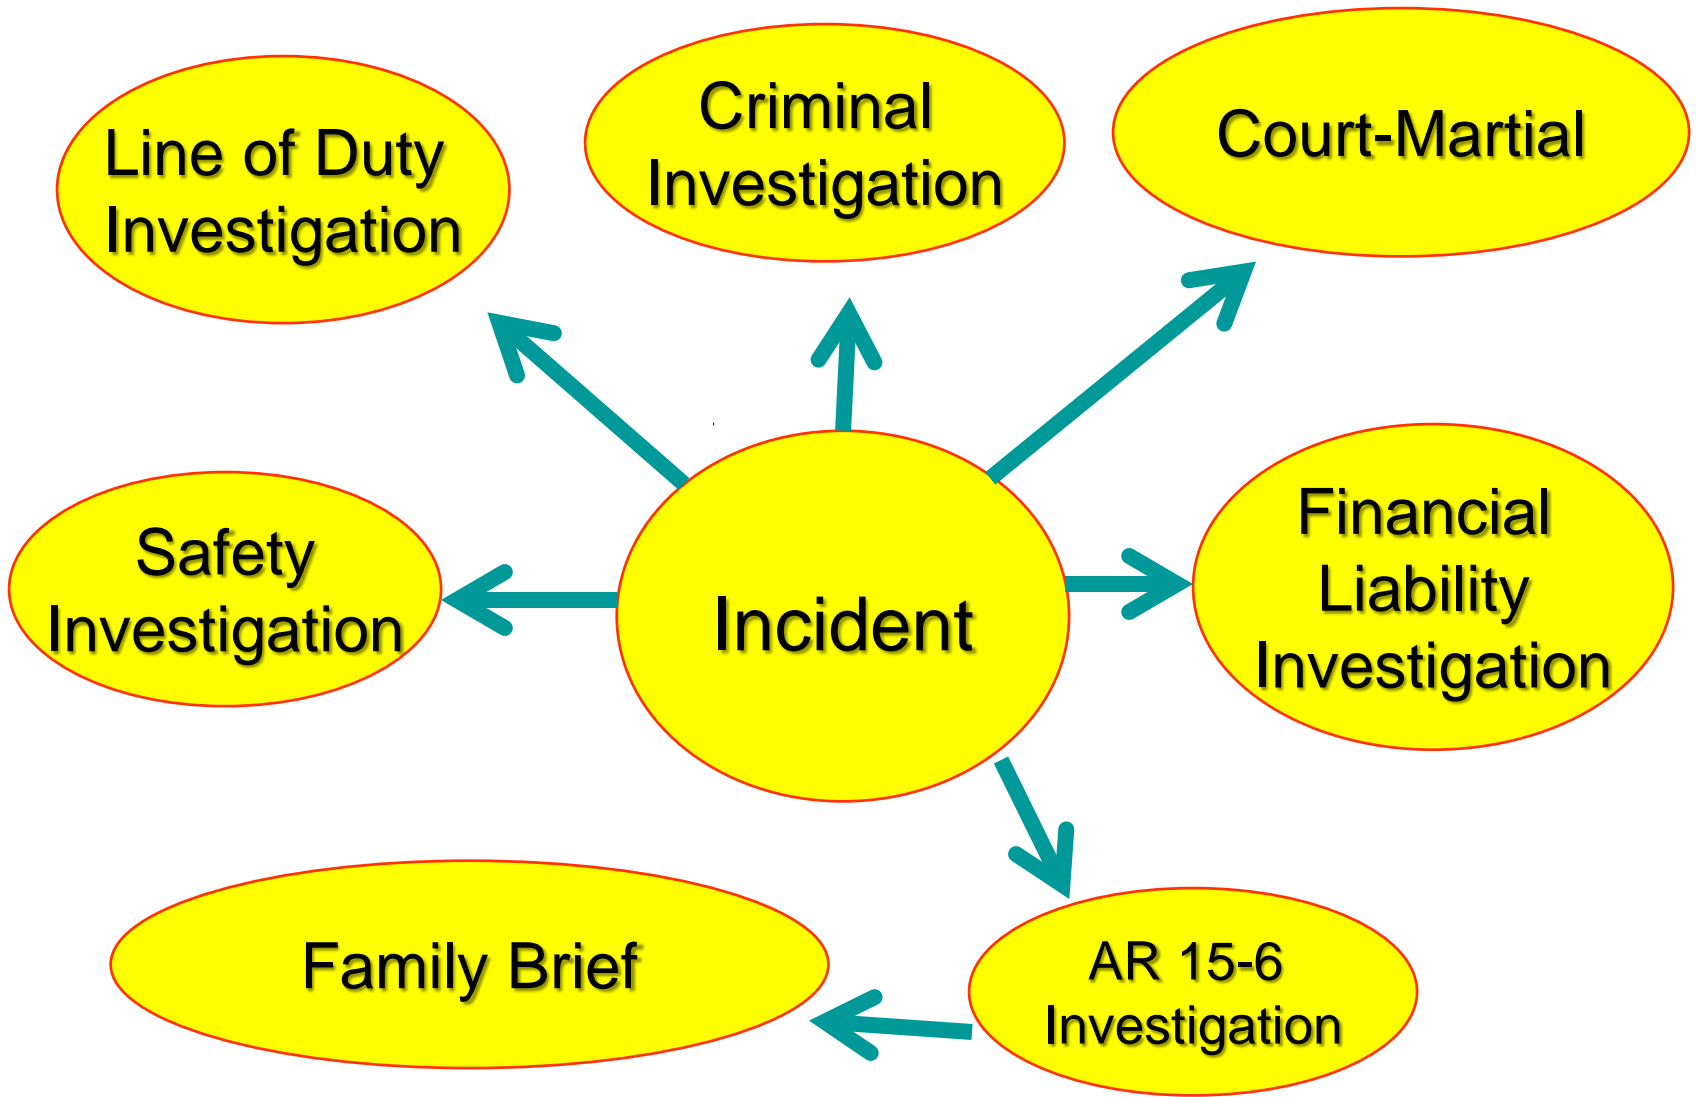 Line of Duty
Investigation
Criminal
Investigation
Court-Martial
Safety
Investigation
Incident
Financial
Liability
Investigation
Family Brief
AR 15-6
Investigation